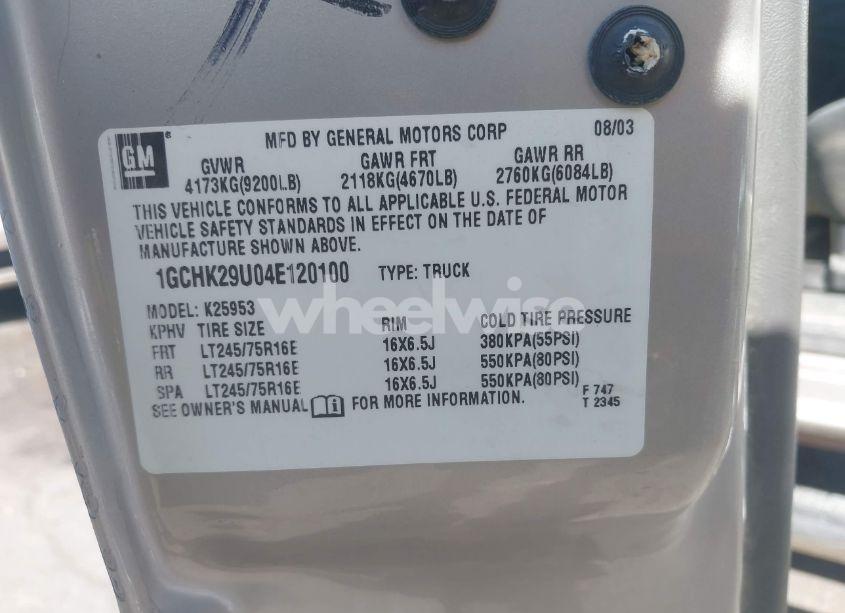 GM
MFD BY GENERAL MOTORS CORP 08/03
GVWR GAWR FRT GAWR RR
4173KG(9200LB) 2118KG(4670LB) 2760KG(6084LB)
THIS VEHICLE CONFORMS TO ALL APPLICABLE U.S. FEDERAL MOTOR
VEHICLE SAFETY STANDARDS IN EFFECT ON THE DATE OF
MANUFACTURE SHOWN ABOVE.
1GCHK29U04E120100 TYPE: TRUCK
wheelwise
MODEL: K25953
KPHV TIRE SIZE RIM COLD TIRE PRESSURE
FRT LT245/75R16E 16X6.5J 380KPA(55PSI)
RR LT245/75R16E 16X6.5J 550KPA(80PSI)
SPA LT245/75R16E 16X6.5J 550KPA(80PSI)
SEE OWNER'S MANUAL FOR MORE INFORMATION.
F 747
T 2345